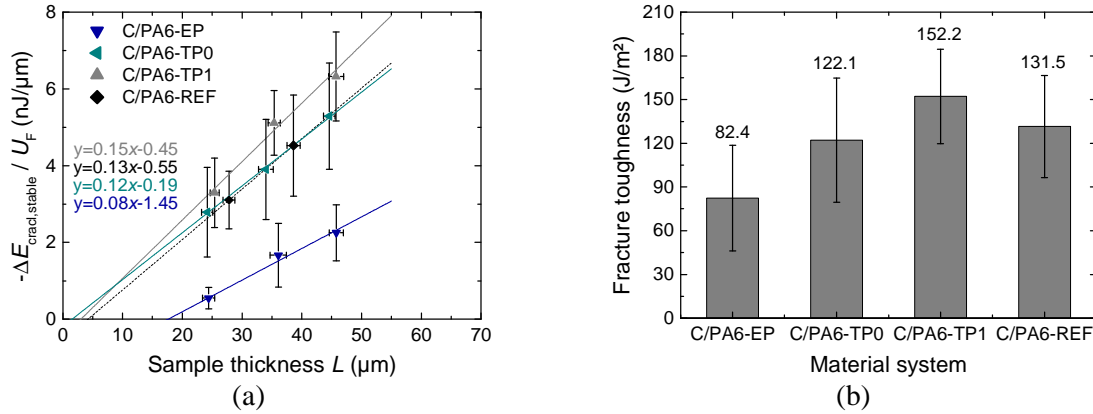 8
6
4
2
0
0 10 20 30 40 50 60 70
-ΔE_cracl,stable / U_F (nJ/µm)
Sample thickness L (µm)
C/PA6-EP
C/PA6-TP0
C/PA6-TP1
C/PA6-REF
y=0.15x-0.45
y=0.13x-0.55
y=0.12x-0.19
y=0.08x-1.45
(a)
210
180
150
120
90
60
30
0
Fracture toughness (J/m²)
82.4
122.1
152.2
131.5
C/PA6-EP C/PA6-TP0 C/PA6-TP1 C/PA6-REF
Material system
(b)